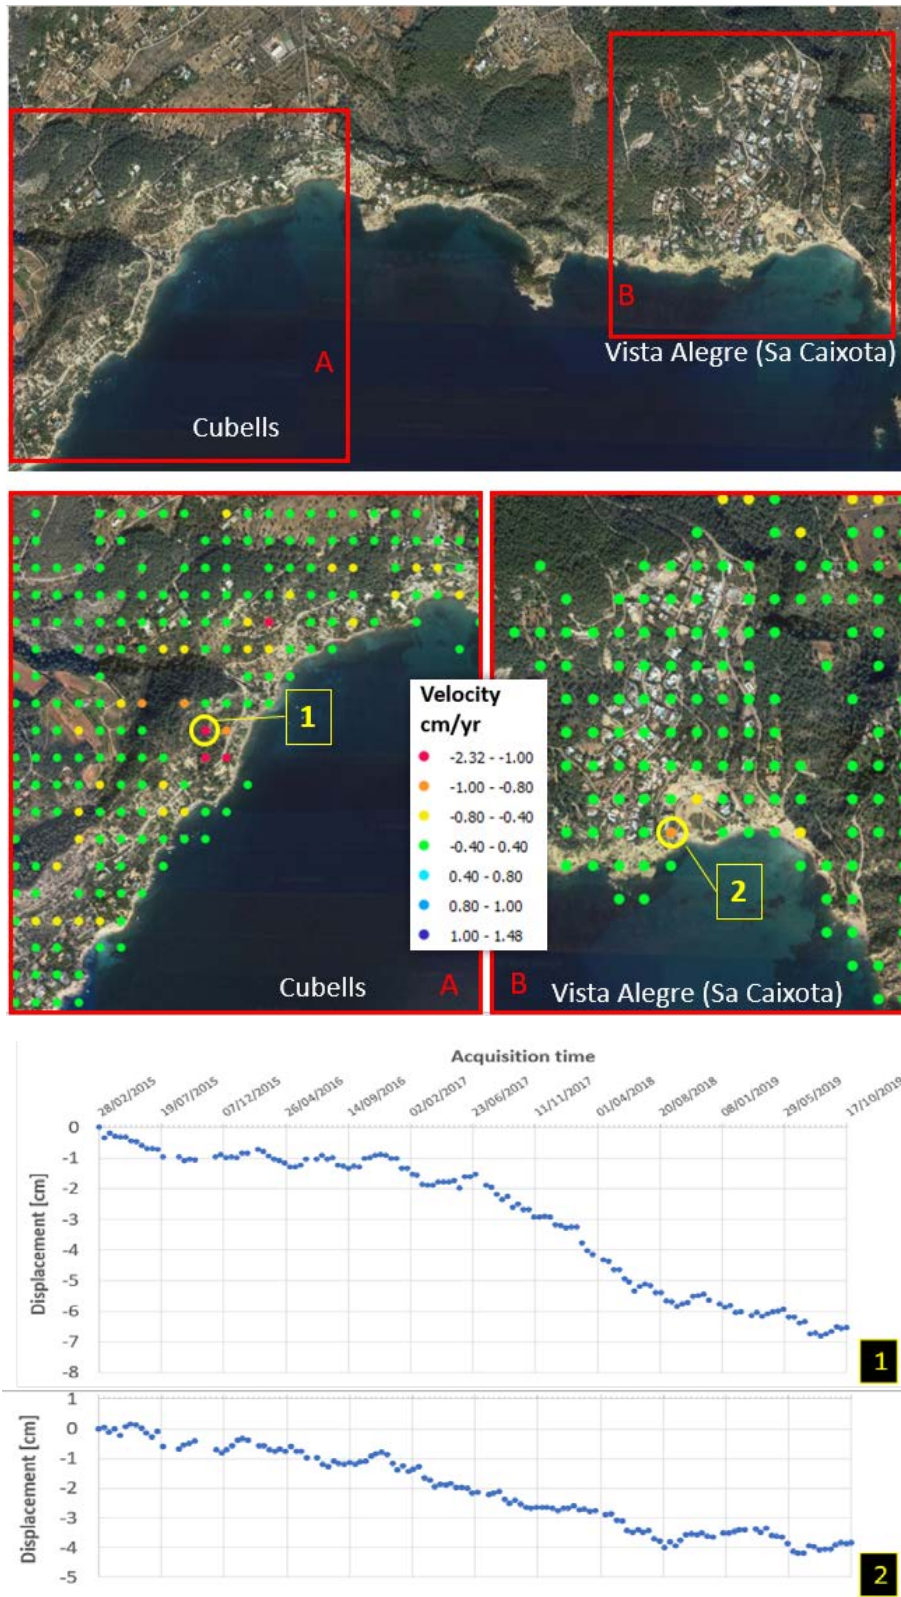 B
Vista Alegre (Sa Caixota)
A
Cubells
1
Velocity
cm/yr
-2.32 - -1.00
-1.00 - -0.80
-0.80 - -0.40
-0.40 - 0.40
0.40 - 0.80
0.80 - 1.00
1.00 - 1.48
2
Cubells
A
B
Vista Alegre (Sa Caixota)
Acquisition time
28/02/2015
19/07/2015
07/12/2015
26/04/2016
14/09/2016
02/02/2017
23/06/2017
11/11/2017
01/04/2018
20/08/2018
08/01/2019
29/05/2019
17/10/2019
Displacement [cm]
0
-1
-2
-3
-4
-5
-6
-7
-8
1
Displacement [cm]
1
0
-1
-2
-3
-4
-5
2